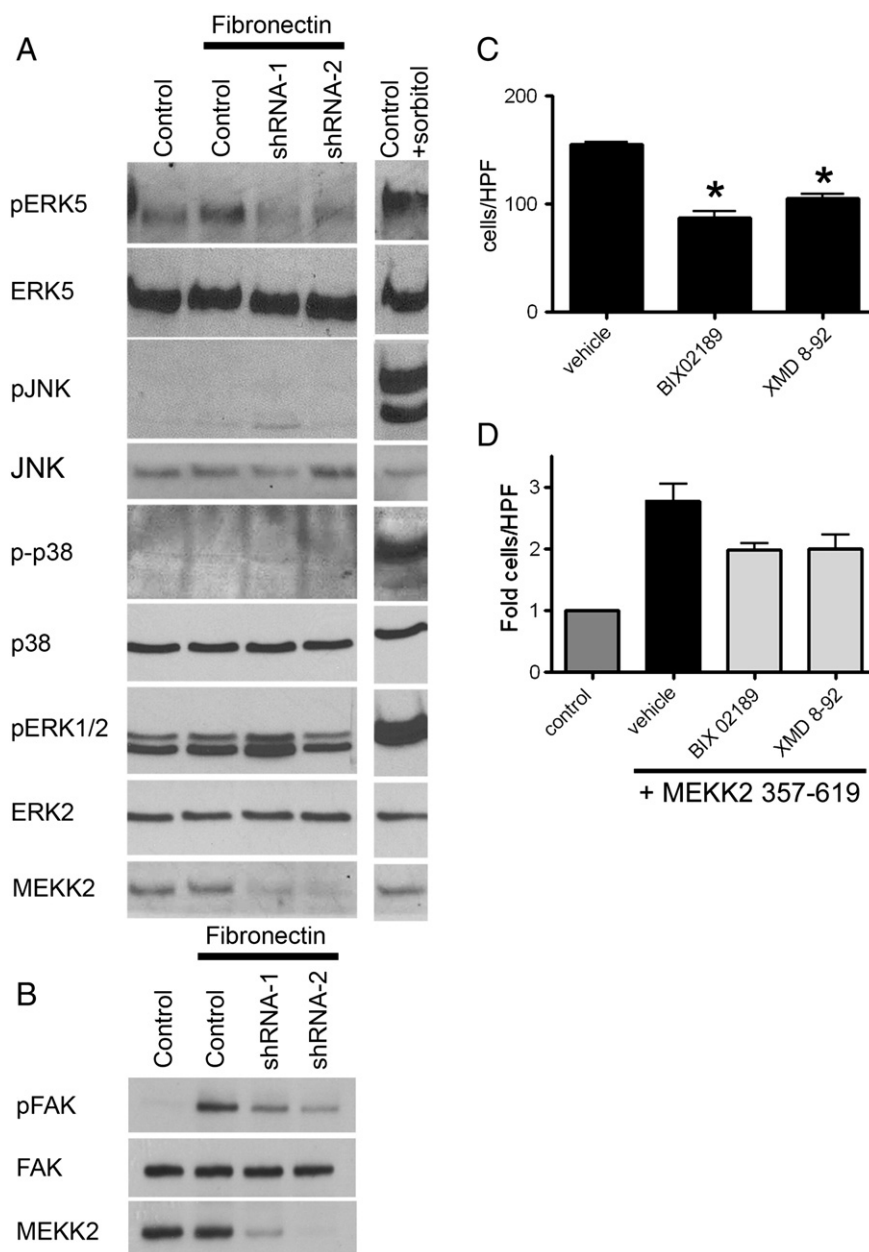 A
Fibronectin
Control
Control
shRNA-1
shRNA-2
Control
+sorbitol
pERK5
ERK5
pJNK
JNK
p-p38
p38
pERK1/2
ERK2
MEKK2
B
Fibronectin
Control
Control
shRNA-1
shRNA-2
pFAK
FAK
MEKK2
C
cells/HPF
200
100
0
*
*
vehicle
BIX02189
XMD 8-92
D
Fold cells/HPF
3
2
1
0
control
vehicle
BIX 02189
XMD 8-92
+ MEKK2 357-619